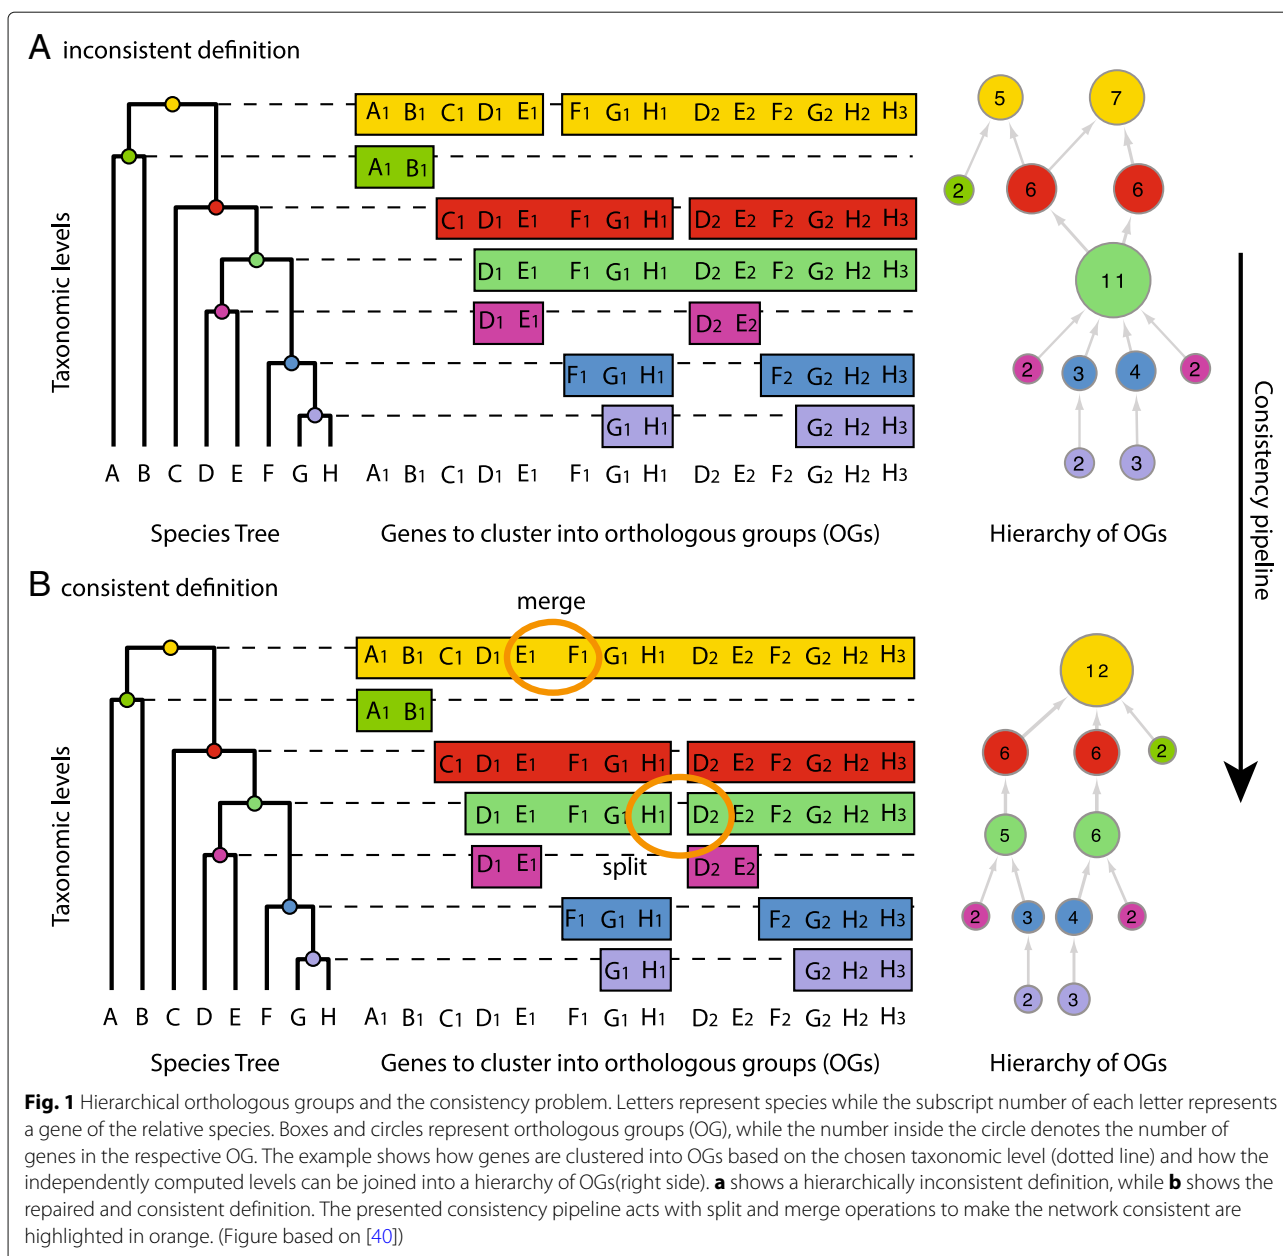 A inconsistent definition
A1 B1 C1 D1 E1 F1 G1 H1 D2 E2 F2 G2 H2 H3
A1 B1
C1 D1 E1 F1 G1 H1 D2 E2 F2 G2 H2 H3
D1 E1 F1 G1 H1 D2 E2 F2 G2 H2 H3
D1 E1 D2 E2
F1 G1 H1 F2 G2 H2 H3
G1 H1 G2 H2 H3
Taxonomic levels
A B C D E F G H
A1 B1 C1 D1 E1 F1 G1 H1 D2 E2 F2 G2 H2 H3
5 7
2 6 6
11
2 3 4 2
2 3
Species Tree
Genes to cluster into orthologous groups (OGs)
Hierarchy of OGs
Consistency pipeline
B consistent definition
merge
A1 B1 C1 D1 E1 F1 G1 H1 D2 E2 F2 G2 H2 H3
A1 B1
C1 D1 E1 F1 G1 H1 D2 E2 F2 G2 H2 H3
D1 E1 F1 G1 H1 D2 E2 F2 G2 H2 H3
D1 E1 split D2 E2
F1 G1 H1 F2 G2 H2 H3
G1 H1 G2 H2 H3
Taxonomic levels
A B C D E F G H
A1 B1 C1 D1 E1 F1 G1 H1 D2 E2 F2 G2 H2 H3
12
6 6 2
5 6
2 3 4 2
2 3
Species Tree
Genes to cluster into orthologous groups (OGs)
Hierarchy of OGs
Fig. 1 Hierarchical orthologous groups and the consistency problem. Letters represent species while the subscript number of each letter represents
a gene of the relative species. Boxes and circles represent orthologous groups (OG), while the number inside the circle denotes the number of
genes in the respective OG. The example shows how genes are clustered into OGs based on the chosen taxonomic level (dotted line) and how the
independently computed levels can be joined into a hierarchy of OGs(right side). a shows a hierarchically inconsistent definition, while b shows the
repaired and consistent definition. The presented consistency pipeline acts with split and merge operations to make the network consistent are
highlighted in orange. (Figure based on [40])